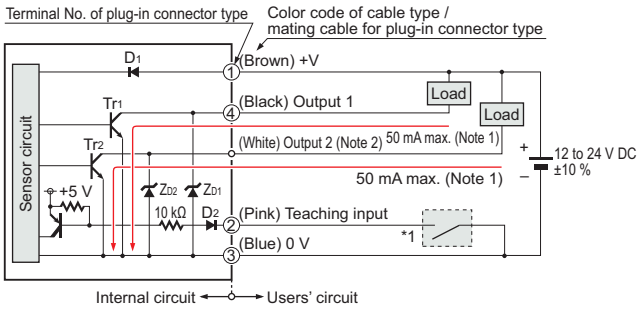 Terminal No. of plug-in connector type
Color code of cable type /
mating cable for plug-in connector type
D1
1
(Brown) +V
Tr1
4
(Black) Output 1
Load
Load
Tr2
(White) Output 2 (Note 2)
50 mA max. (Note 1)
Sensor circuit
+
12 to 24 V DC
±10 %
–
50 mA max. (Note 1)
+5 V
ZD2
ZD1
10 kΩ
D2
2
(Pink) Teaching input
*1
3
(Blue) 0 V
Internal circuit
Users' circuit